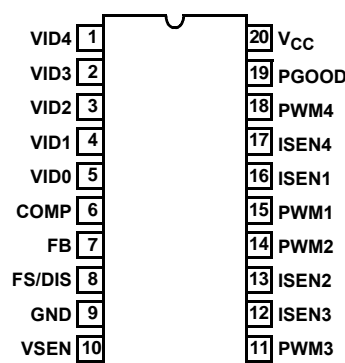 VID4 1 20 VCC
VID3 2 19 PGOOD
VID2 3 18 PWM4
VID1 4 17 ISEN4
VID0 5 16 ISEN1
COMP 6 15 PWM1
FB 7 14 PWM2
FS/DIS 8 13 ISEN2
GND 9 12 ISEN3
VSEN 10 11 PWM3